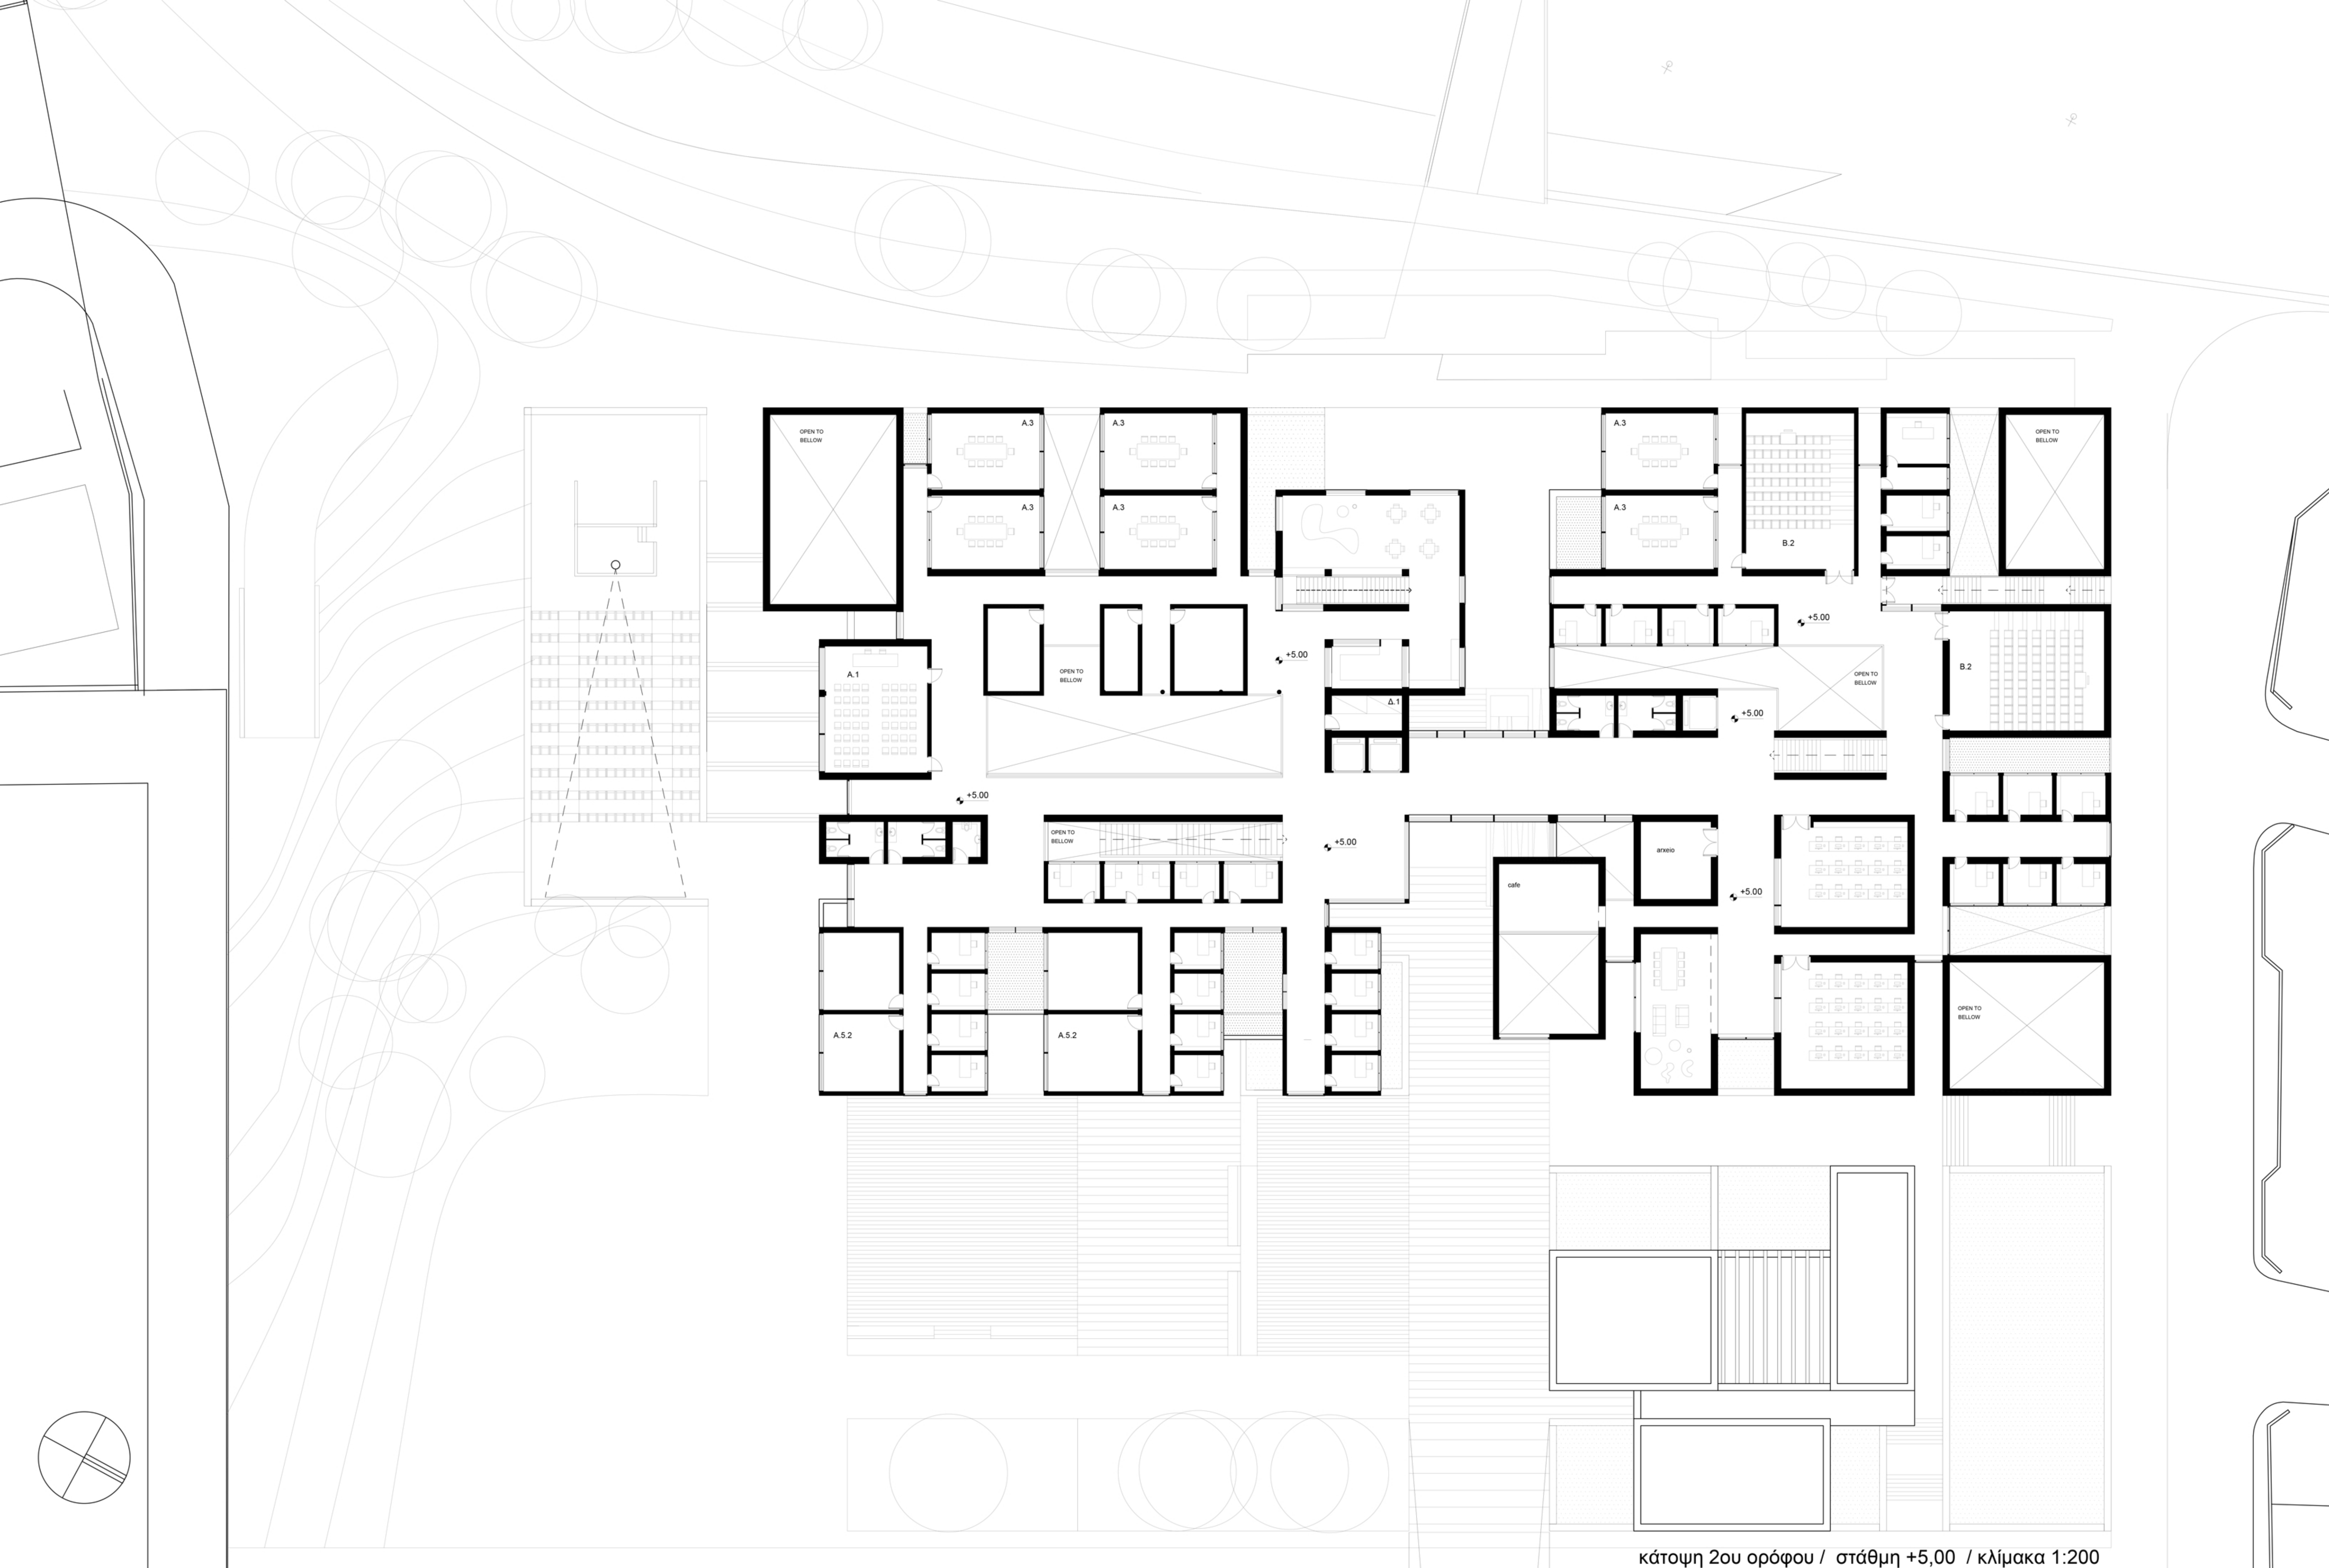 OPEN TO
BELLOW
A.3
A.3
A.3
OPEN TO
BELLOW
A.3
A.3
A.3
B.2
+5.00
OPEN TO
BELLOW
+5.00
B.2
A.1
OPEN TO
BELLOW
Δ.1
+5.00
+5.00
OPEN TO
BELLOW
+5.00
arxeio
cafe
+5.00
OPEN TO
BELLOW
A.5.2
A.5.2
κάτοψη 2ου ορόφου / στάθμη +5,00 / κλίμακα 1:200